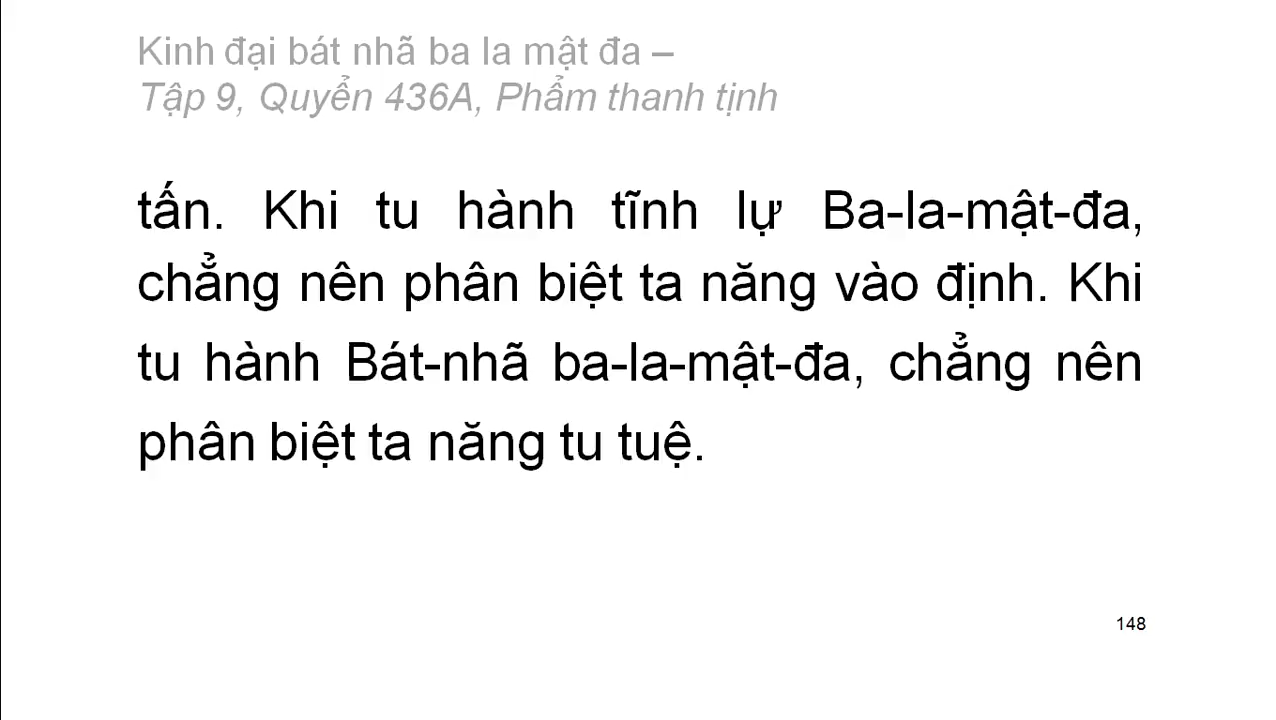 Kinh đại bát nhã ba la mật đa –
Tập 9, Quyển 436A, Phẩm thanh tịnh
tấn. Khi tu hành tĩnh lự Ba-la-mật-đa,
chẳng nên phân biệt ta năng vào định. Khi
tu hành Bát-nhã ba-la-mật-đa, chẳng nên
phân biệt ta năng tu tuệ.
148